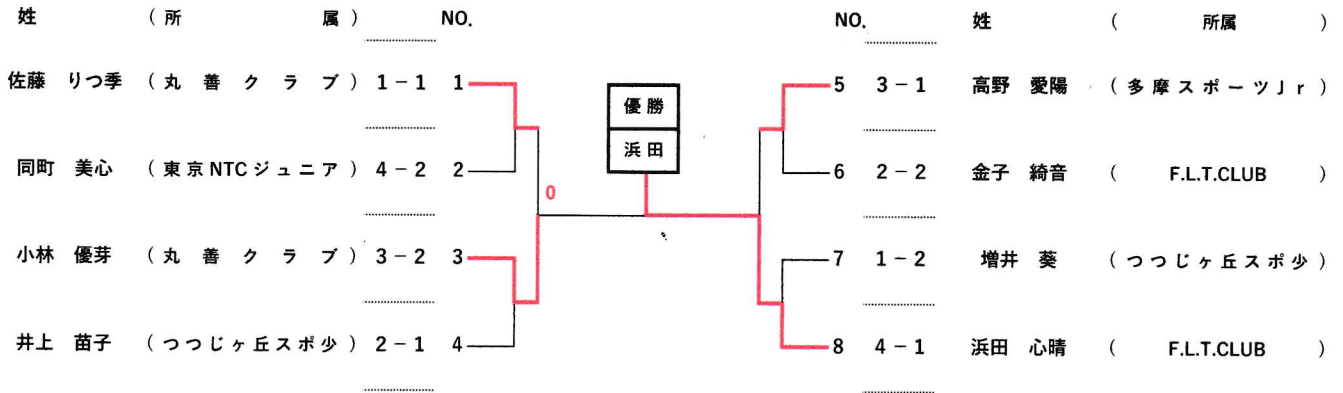 姓 (所 属) NO. NO. 姓 ( 所属 )
佐藤 りつ季 (丸善クラブ) 1-1 1 5 3-1 高野 愛陽 (多摩スポーツJr)
優勝
同町 美心 (東京NTCジュニア) 4-2 2 浜田 6 2-2 金子 綺音 ( F.L.T.CLUB )
0
小林 優芽 (丸善クラブ) 3-2 3 7 1-2 増井 葵 (つつじヶ丘スポ少)
井上 苗子 (つつじヶ丘スポ少) 2-1 4 8 4-1 浜田 心晴 ( F.L.T.CLUB )